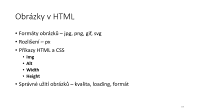 Obrázky v HTML
• Formáty obrázků – jpg, png, gif, svg
• Rozlišení – px
• Příkazy HTML a CSS
• Img
• Alt
• Width
• Height
• Správné užití obrázků – kvalita, loading, formát